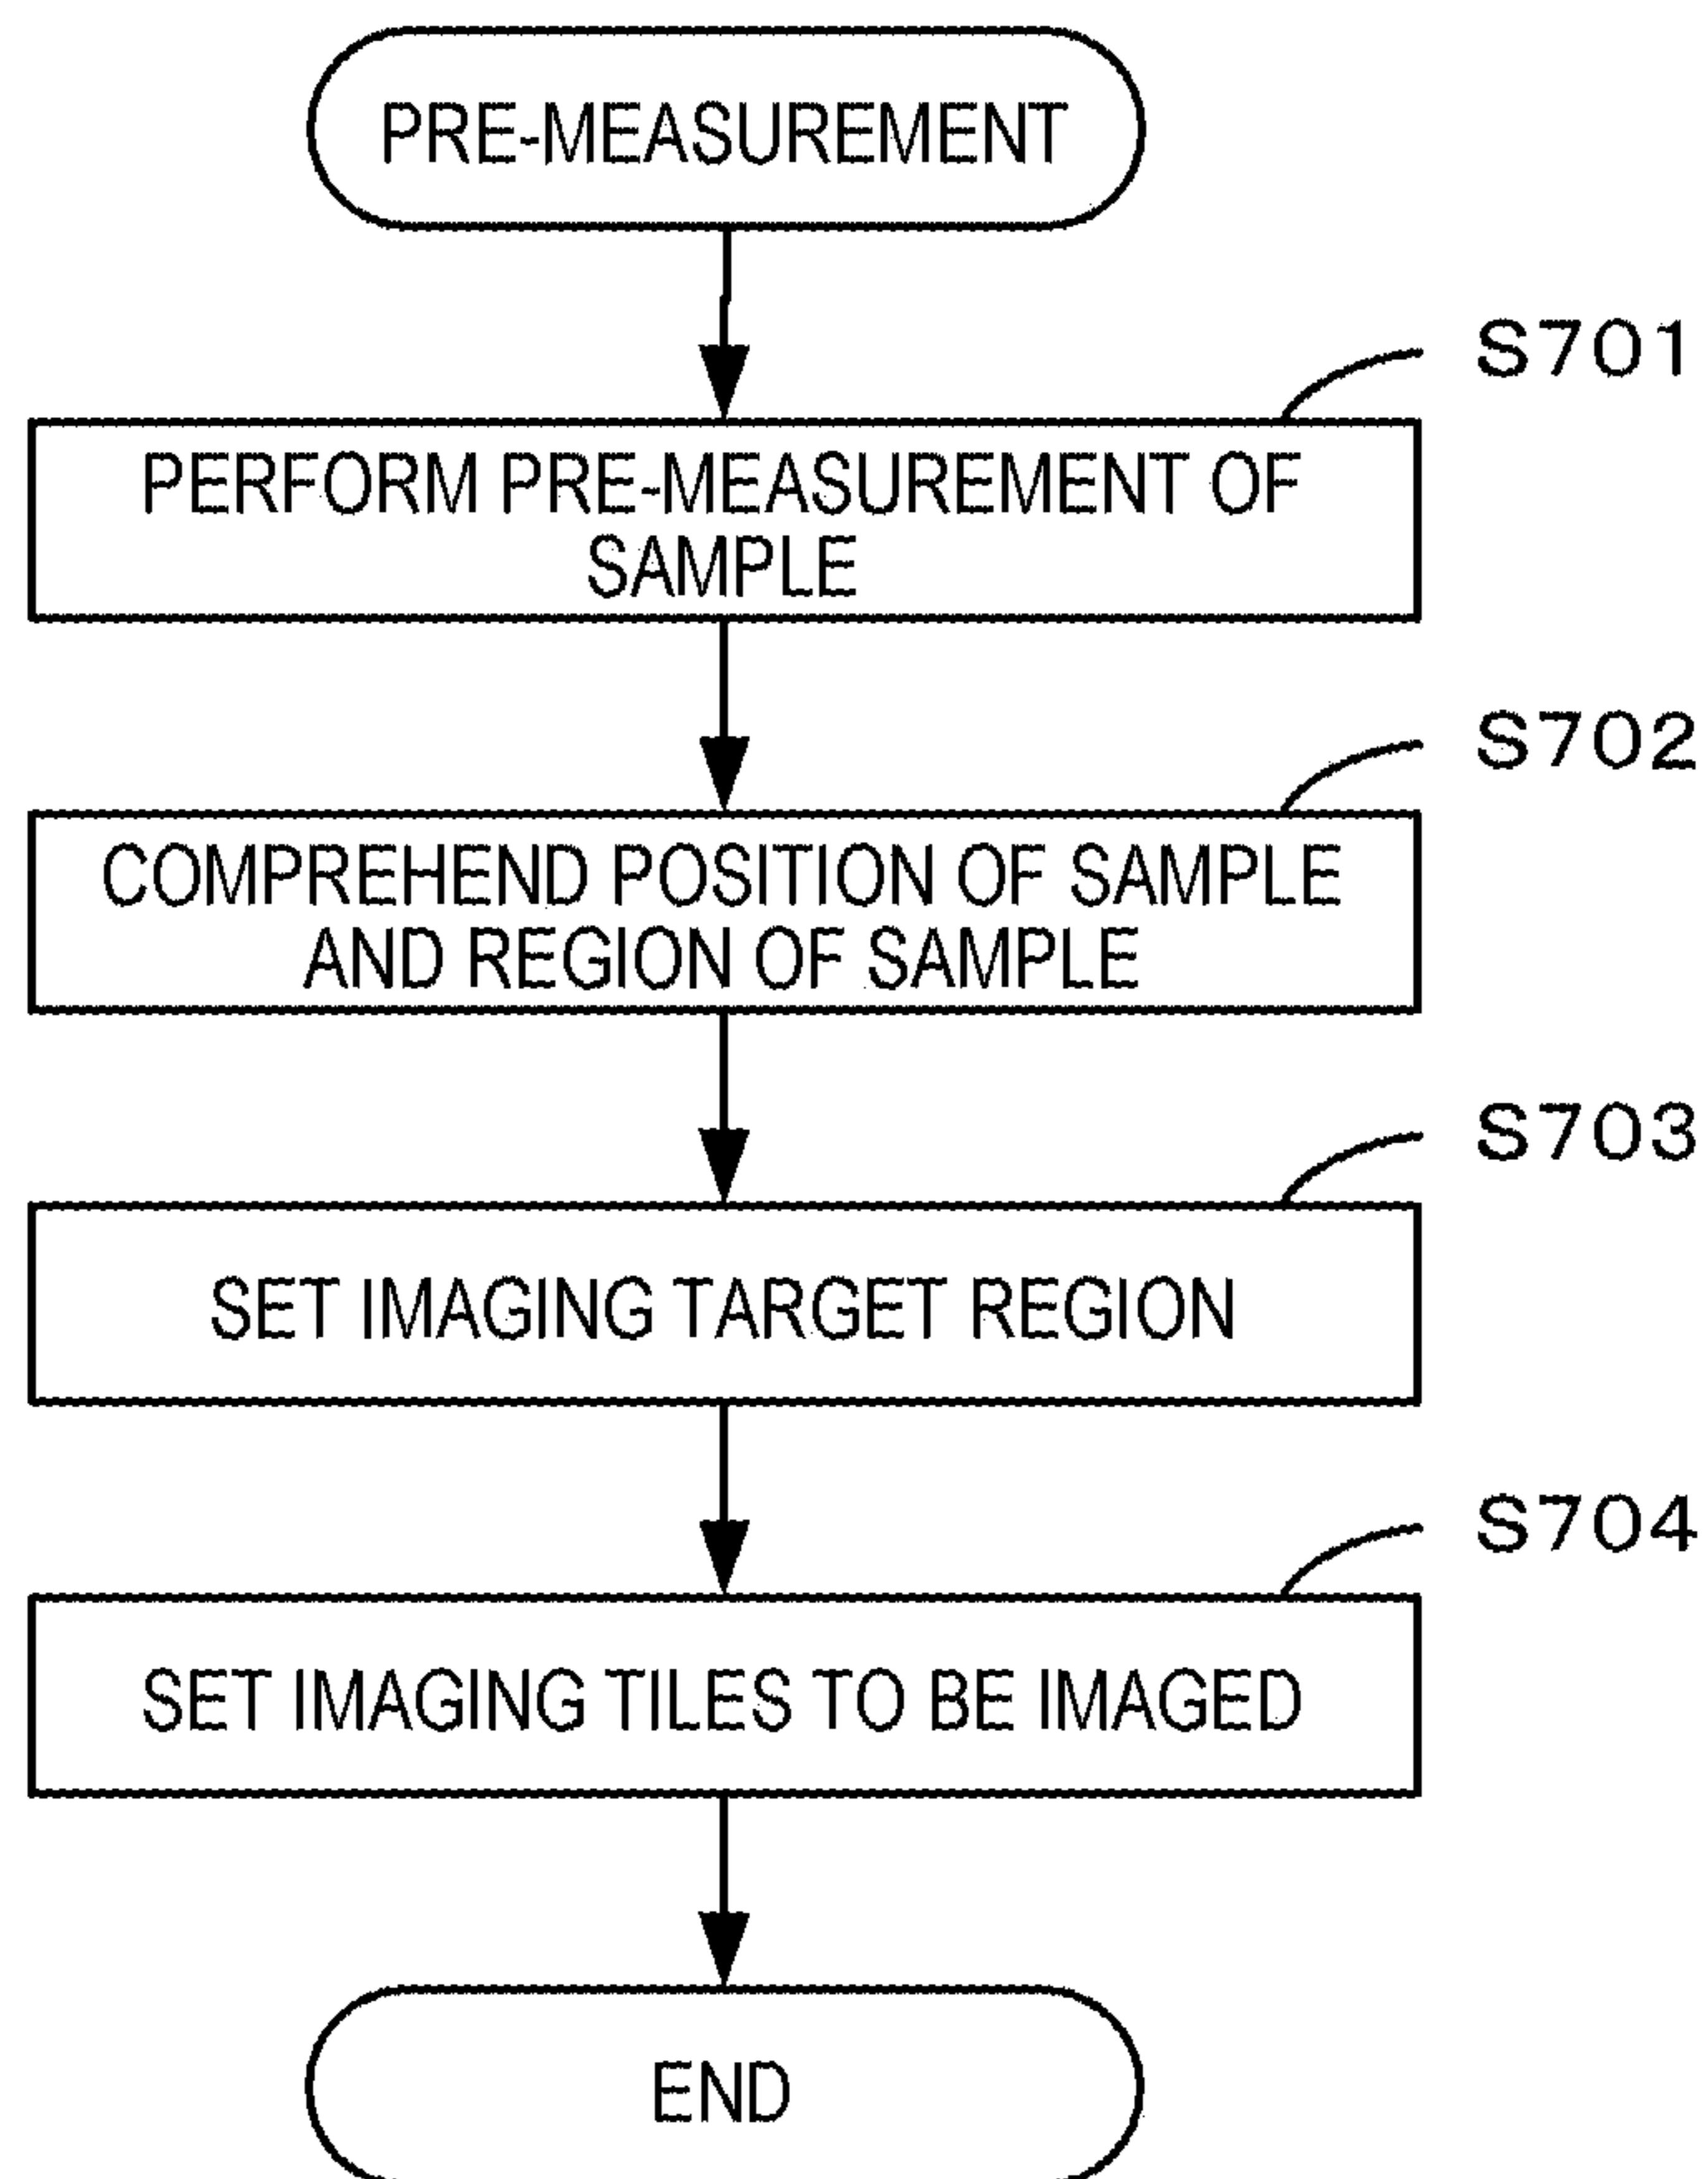 PRE-MEASUREMENT
S701
PERFORM PRE-MEASUREMENT OF
SAMPLE
S702
COMPREHEND POSITION OF SAMPLE
AND REGION OF SAMPLE
S703
SET IMAGING TARGET REGION
S704
SET IMAGING TILES TO BE IMAGED
END